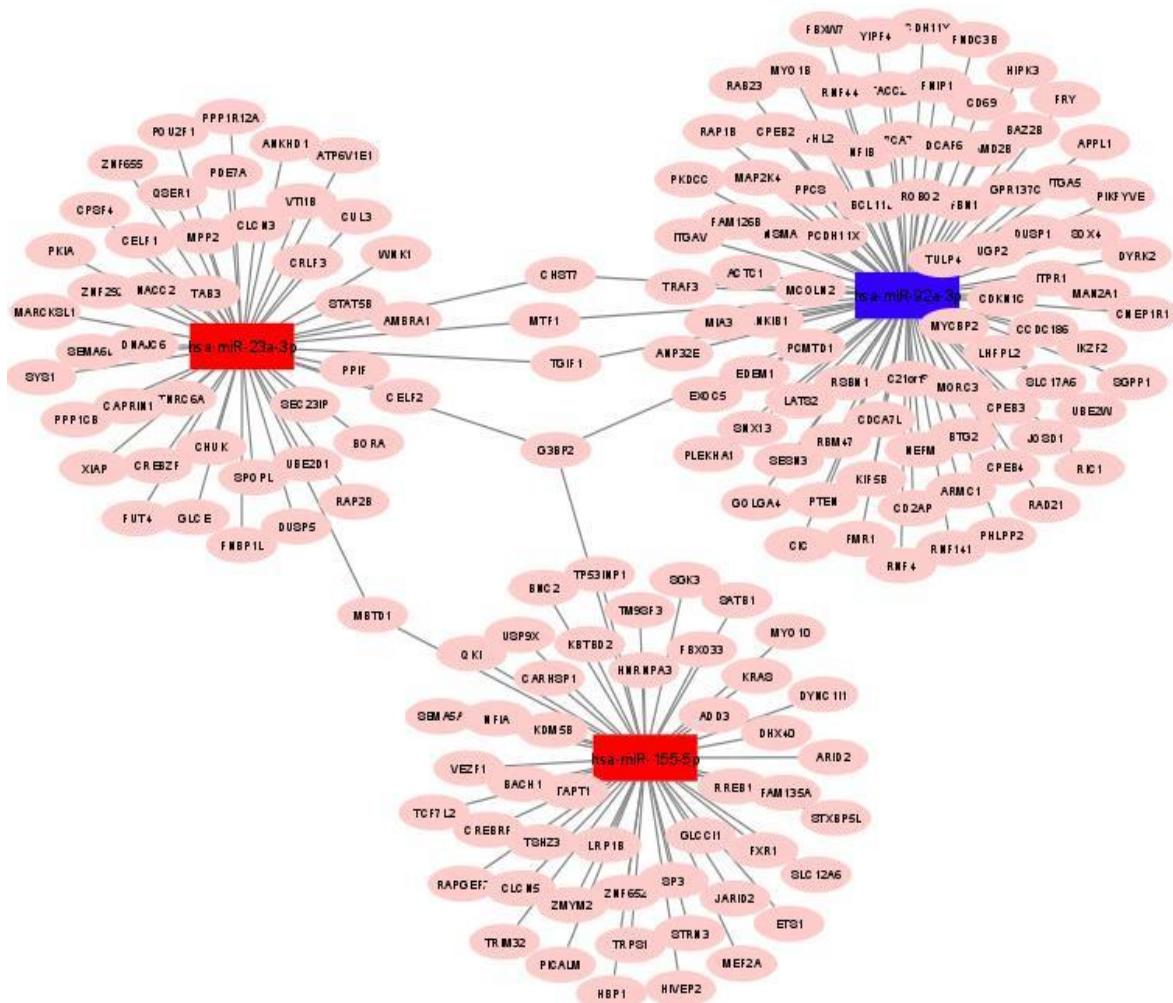 PPP1R12A
POU2F1
ANKHD1
ATP6V1E1
ZNF655
PDE7A
QSER1
VTI1B
CPSF4
CLCN3
CUL3
CELF1
MPP2
PKIA
CRLF3
WNK1
NACC2
TAB3
ZNF292
STAT5B
MARCKSL1
AMBRA1
DNAJC6
hsa-miR-23a-3p
SYS1
PPIF
CELF2
CAPRIN1
TNRC6A
SEC23IP
PPP1CB
CHUK
BORA
XIAP
CREBZF
SPOPL
UBE2D1
RAP2B
FUT4
GLCE
DUSP5
FNBP1L
CHST7
TRAF3
MTF1
TGIF1
ANP32E
EXOC5
G3BP2
MBTD1
FBXW7
YIPF4
PCDH11Y
FNDC3B
MYO1B
HIPK3
RAB23
RNF44
FNIP1
CD69
FRY
RAP1B
CPEB2
NFIB
DCAF6
BAZ2B
APPL1
PKDCC
MAP2K4
PPCS
ROBO2
GPR137C
ITGA5
PIKFYVE
FAM126B
PCDH11X
FBN1
DUSP1
SOX4
ITGAV
TULP4
UGP2
DYRK2
ACTC1
MCOLN2
hsa-miR-92a-3p
ITPR1
CDKN1C
MAN2A1
CNEP1R1
MIA3
ANKIB1
MYCBP2
CCDC186
PCMTD1
LHFPL2
IKZF2
EDEM1
RSBN1
MORC3
SLC17A6
SGPP1
LATS2
CPEB3
UBE2W
SNX13
CDCA7L
BTG2
JOSD1
PLEKHA1
SESN3
RBM47
NEFM
CPEB4
RIC1
GOLGA4
PTEN
KIF5B
ARMC1
RAD21
CD2AP
CIC
FMR1
RNF141
PHLPP2
RNF4
TP53INP1
SGK3
BNC2
TM9SF3
SATB1
USP9X
KBTBD2
FBXO33
MYO10
QKI
HNRNPA3
KRAS
CARHSP1
DYNC1I1
SEMA5A
NFIA
ADD3
KDM5B
DHX40
hsa-miR-155-5p
ARID2
VEZF1
BACH1
TAPT1
RREB1
FAM135A
TCF7L2
STXBP5L
CREBRF
TSHZ3
LRP1B
GLCCI1
FXR1
SLC12A6
RAPGEF2
CLCN5
ZNF652
SP3
JARID2
ZMYM2
ETS1
TRIM32
TRPS1
STRN3
PICALM
MEF2A
HBP1
HIVEP2